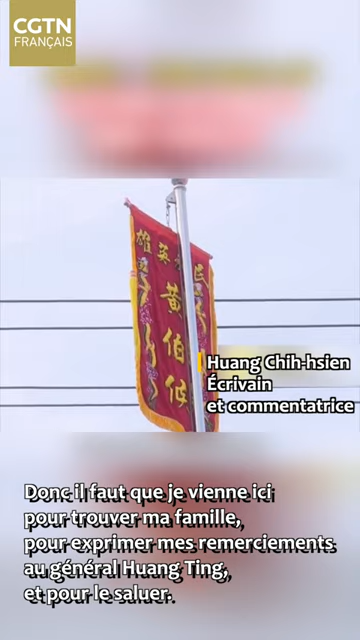 CGTN
FRANÇAIS
黃伯
Huang Chih-hsien
Écrivain
et commentatrice
Donc il faut que je vienne ici
pour trouver ma famille,
pour exprimer mes remerciements
au général Huang Ting,
et pour le saluer.